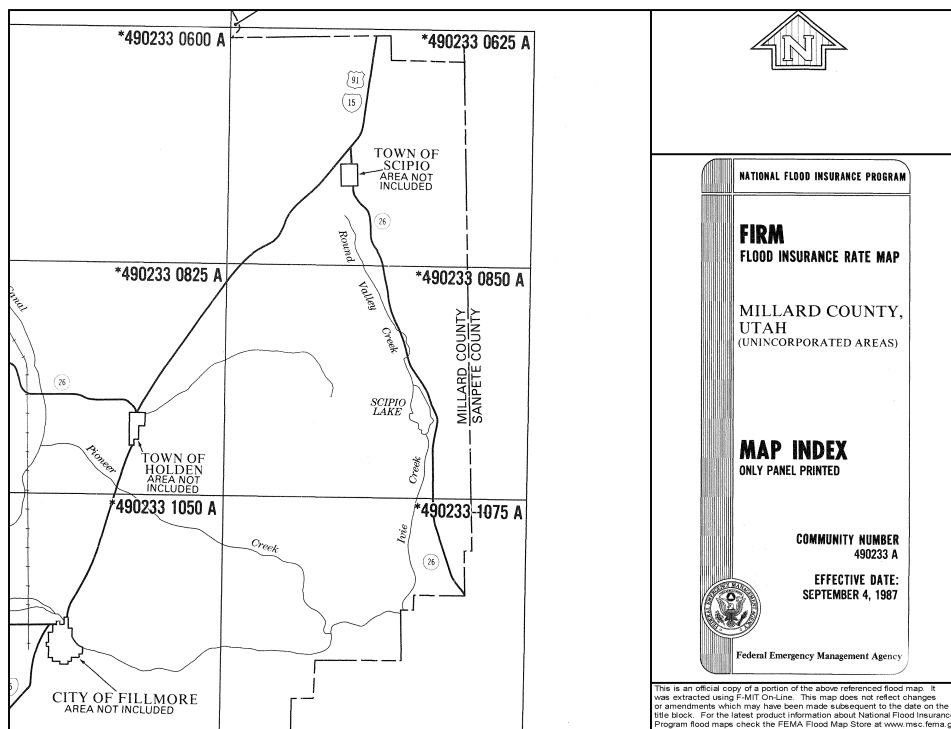 *490233 0600 A
*490233 0625 A
91
15
TOWN OF
SCIPIO
AREA NOT
INCLUDED
26
Round
Valley
Creek
*490233 0825 A
*490233 0850 A
Canal
MILLARD COUNTY
SANPETE COUNTY
26
SCIPIO
LAKE
Pioneer
TOWN OF
HOLDEN
AREA NOT
INCLUDED
Creek
*490233 1050 A
*490233 1075 A
Ivie
Creek
26
CITY OF FILLMORE
AREA NOT INCLUDED
N
NATIONAL FLOOD INSURANCE PROGRAM
FIRM
FLOOD INSURANCE RATE MAP
MILLARD COUNTY,
UTAH
(UNINCORPORATED AREAS)
MAP INDEX
ONLY PANEL PRINTED
COMMUNITY NUMBER
490233 A
EFFECTIVE DATE:
SEPTEMBER 4, 1987
FEDERAL EMERGENCY MANAGEMENT AGENCY
Federal Emergency Management Agency
This is an official copy of a portion of the above referenced flood map. It
was extracted using F-MIT On-Line. This map does not reflect changes
or amendments which may have been made subsequent to the date on the
title block. For the latest product information about National Flood Insurance
Program flood maps check the FEMA Flood Map Store at www.msc.fema.g